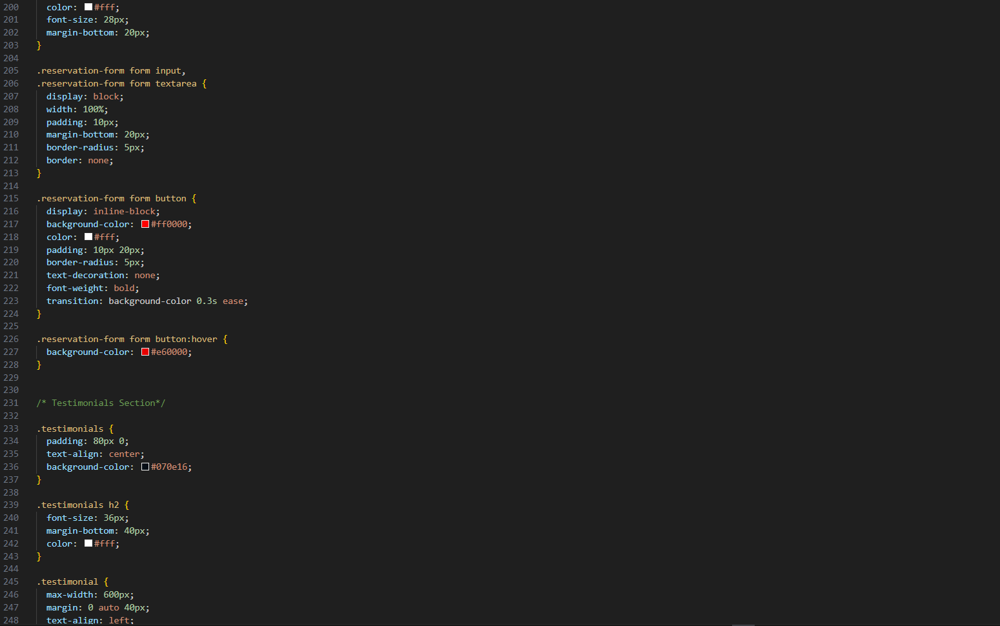 200 color: #fff;
201 font-size: 28px;
202 margin-bottom: 20px;
203 }
204
205 .reservation-form form input,
206 .reservation-form form textarea {
207 display: block;
208 width: 100%;
209 padding: 10px;
210 margin-bottom: 20px;
211 border-radius: 5px;
212 border: none;
213 }
214
215 .reservation-form form button {
216 display: inline-block;
217 background-color: #ff0000;
218 color: #fff;
219 padding: 10px 20px;
220 border-radius: 5px;
221 text-decoration: none;
222 font-weight: bold;
223 transition: background-color 0.3s ease;
224 }
225
226 .reservation-form form button:hover {
227 background-color: #e60000;
228 }
229
230
231 /* Testimonials Section*/
232
233 .testimonials {
234 padding: 80px 0;
235 text-align: center;
236 background-color: #070e16;
237 }
238
239 .testimonials h2 {
240 font-size: 36px;
241 margin-bottom: 40px;
242 color: #fff;
243 }
244
245 .testimonial {
246 max-width: 600px;
247 margin: 0 auto 40px;
248 text-align: left;